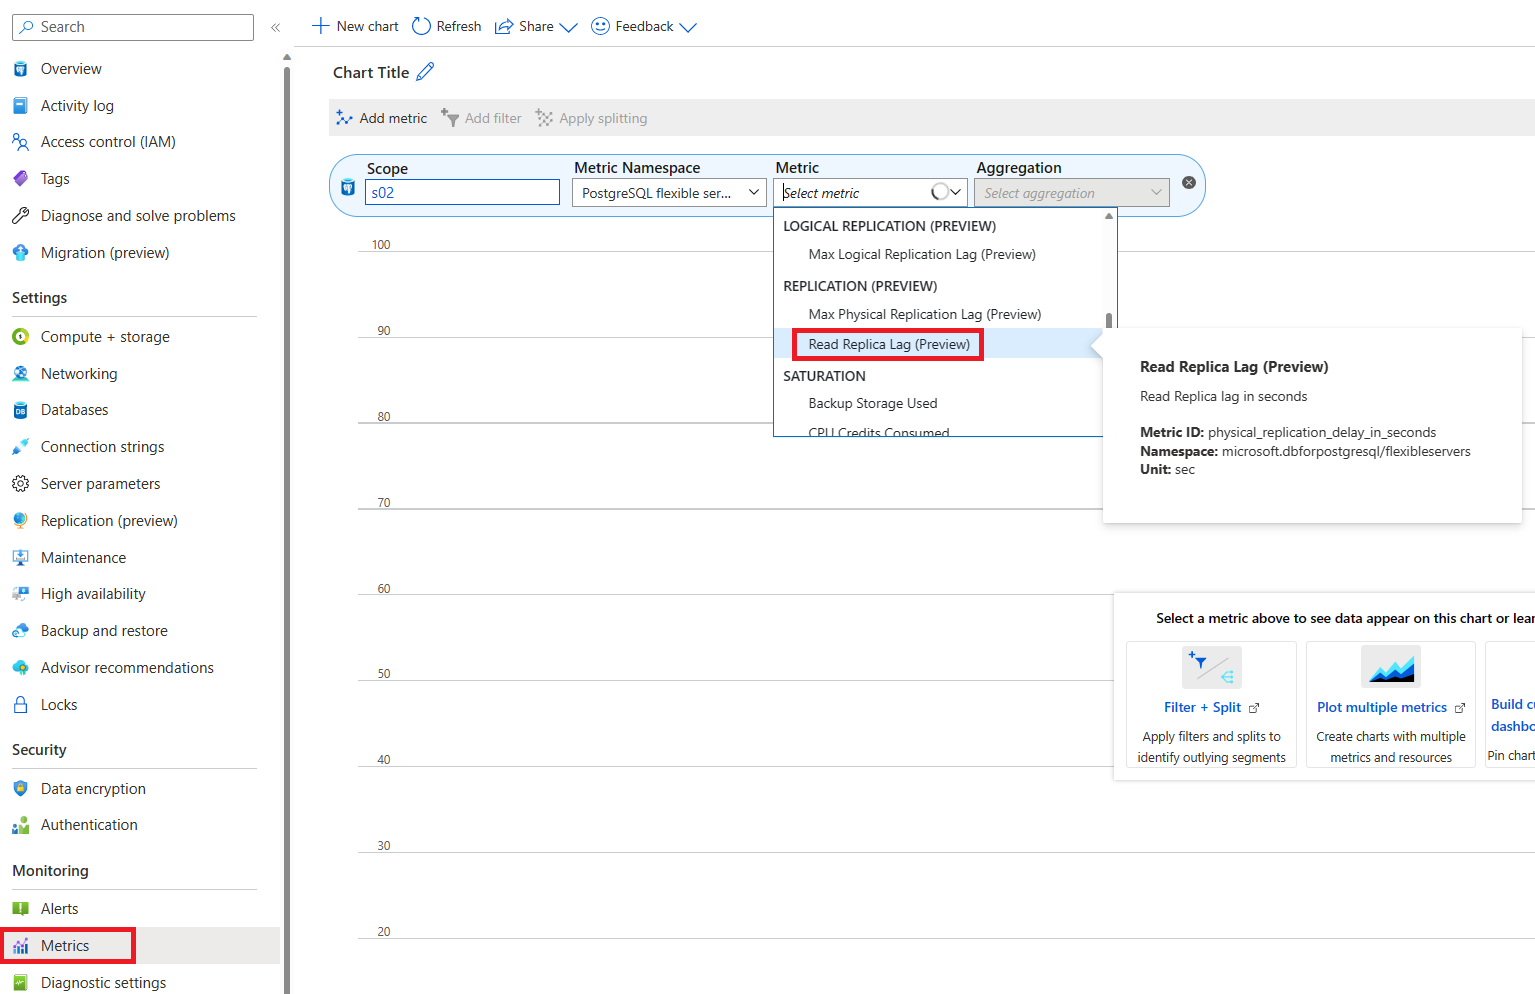 Search
Overview
Activity log
Access control (IAM)
Tags
Diagnose and solve problems
Migration (preview)
Settings
Compute + storage
Networking
Databases
Connection strings
Server parameters
Replication (preview)
Maintenance
High availability
Backup and restore
Advisor recommendations
Locks
Security
Data encryption
Authentication
Monitoring
Alerts
Metrics
Diagnostic settings
New chart Refresh Share Feedback
Chart Title
Add metric Add filter Apply splitting
Scope Metric Namespace Metric Aggregation
s02 PostgreSQL flexible ser... Select metric Select aggregation
LOGICAL REPLICATION (PREVIEW)
Max Logical Replication Lag (Preview)
REPLICATION (PREVIEW)
Max Physical Replication Lag (Preview)
Read Replica Lag (Preview)
SATURATION
Backup Storage Used
CPU Credits Consumed
Read Replica Lag (Preview)
Read Replica lag in seconds
Metric ID: physical_replication_delay_in_seconds
Namespace: microsoft.dbforpostgresql/flexibleservers
Unit: sec
100
90
80
70
60
50
40
30
20
Select a metric above to see data appear on this chart or lear
Filter + Split
Apply filters and splits to
identify outlying segments
Plot multiple metrics
Create charts with multiple
metrics and resources
Build cu
dashbo
Pin chart
DB